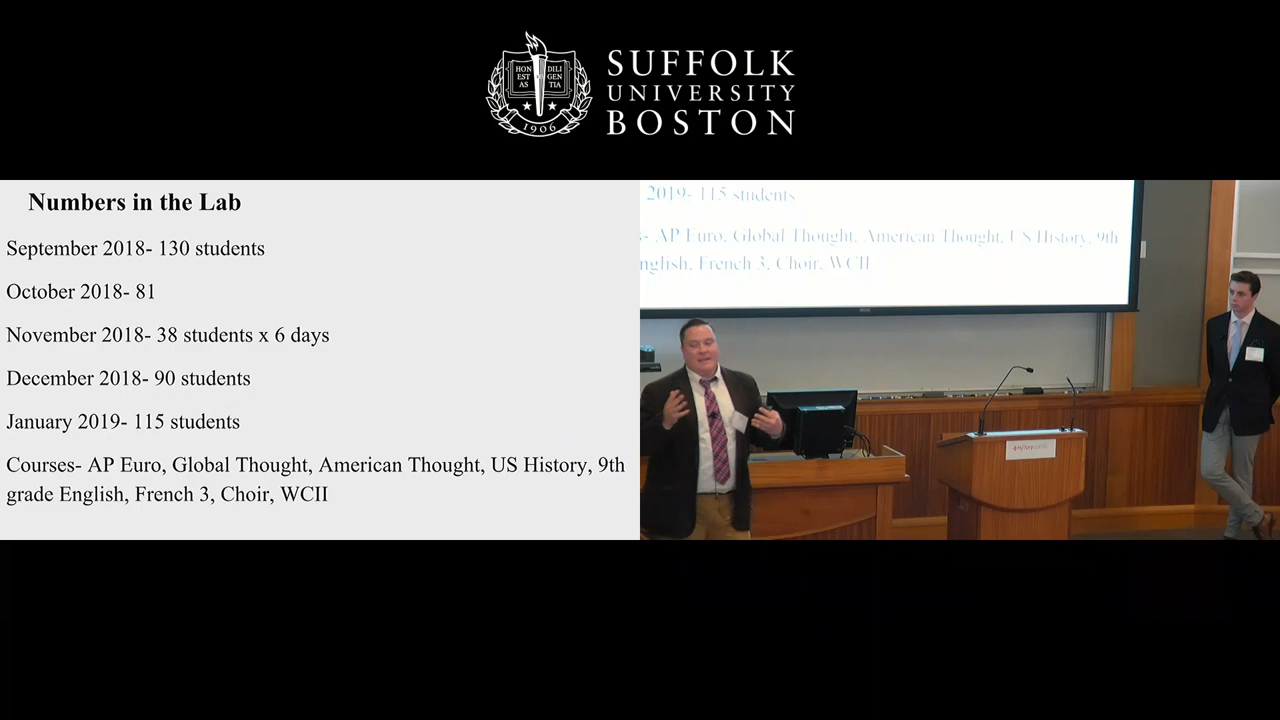 HON EST AS DILI GEN TIA
1906
SUFFOLK
UNIVERSITY
BOSTON
Numbers in the Lab
September 2018- 130 students
October 2018- 81
November 2018- 38 students x 6 days
December 2018- 90 students
January 2019- 115 students
Courses- AP Euro, Global Thought, American Thought, US History, 9th
grade English, French 3, Choir, WCII
2019- 115 students
s- AP Euro, Global Thought, American Thought, US History, 9th
nglish, French 3, Choir, WCII